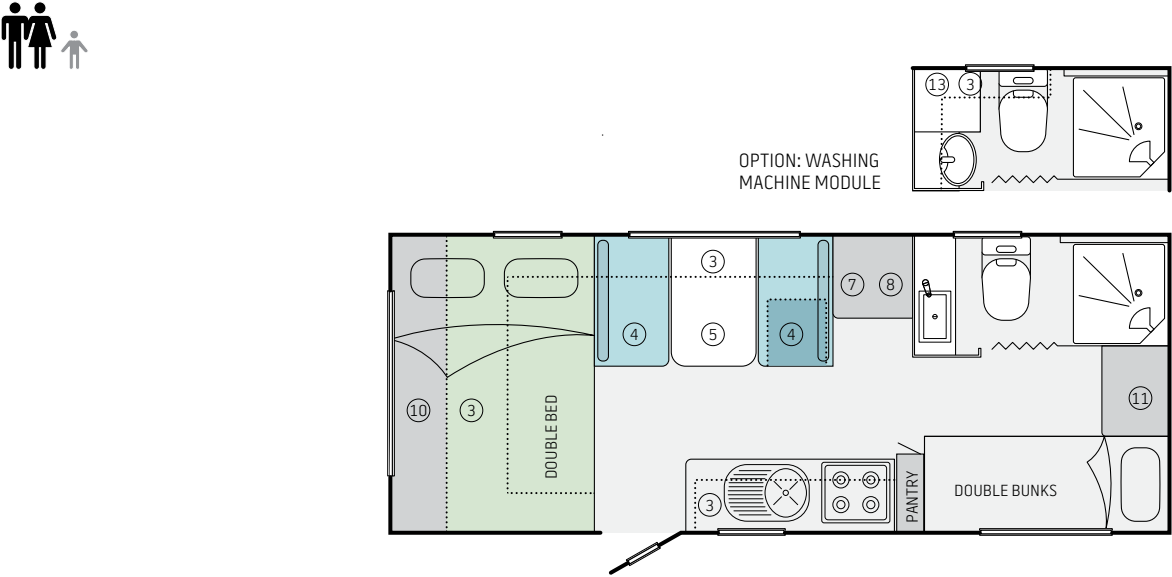 13
3
OPTION: WASHING
MACHINE MODULE
3
7
8
4
5
4
10
3
DOUBLE BED
11
3
PANTRY
DOUBLE BUNKS